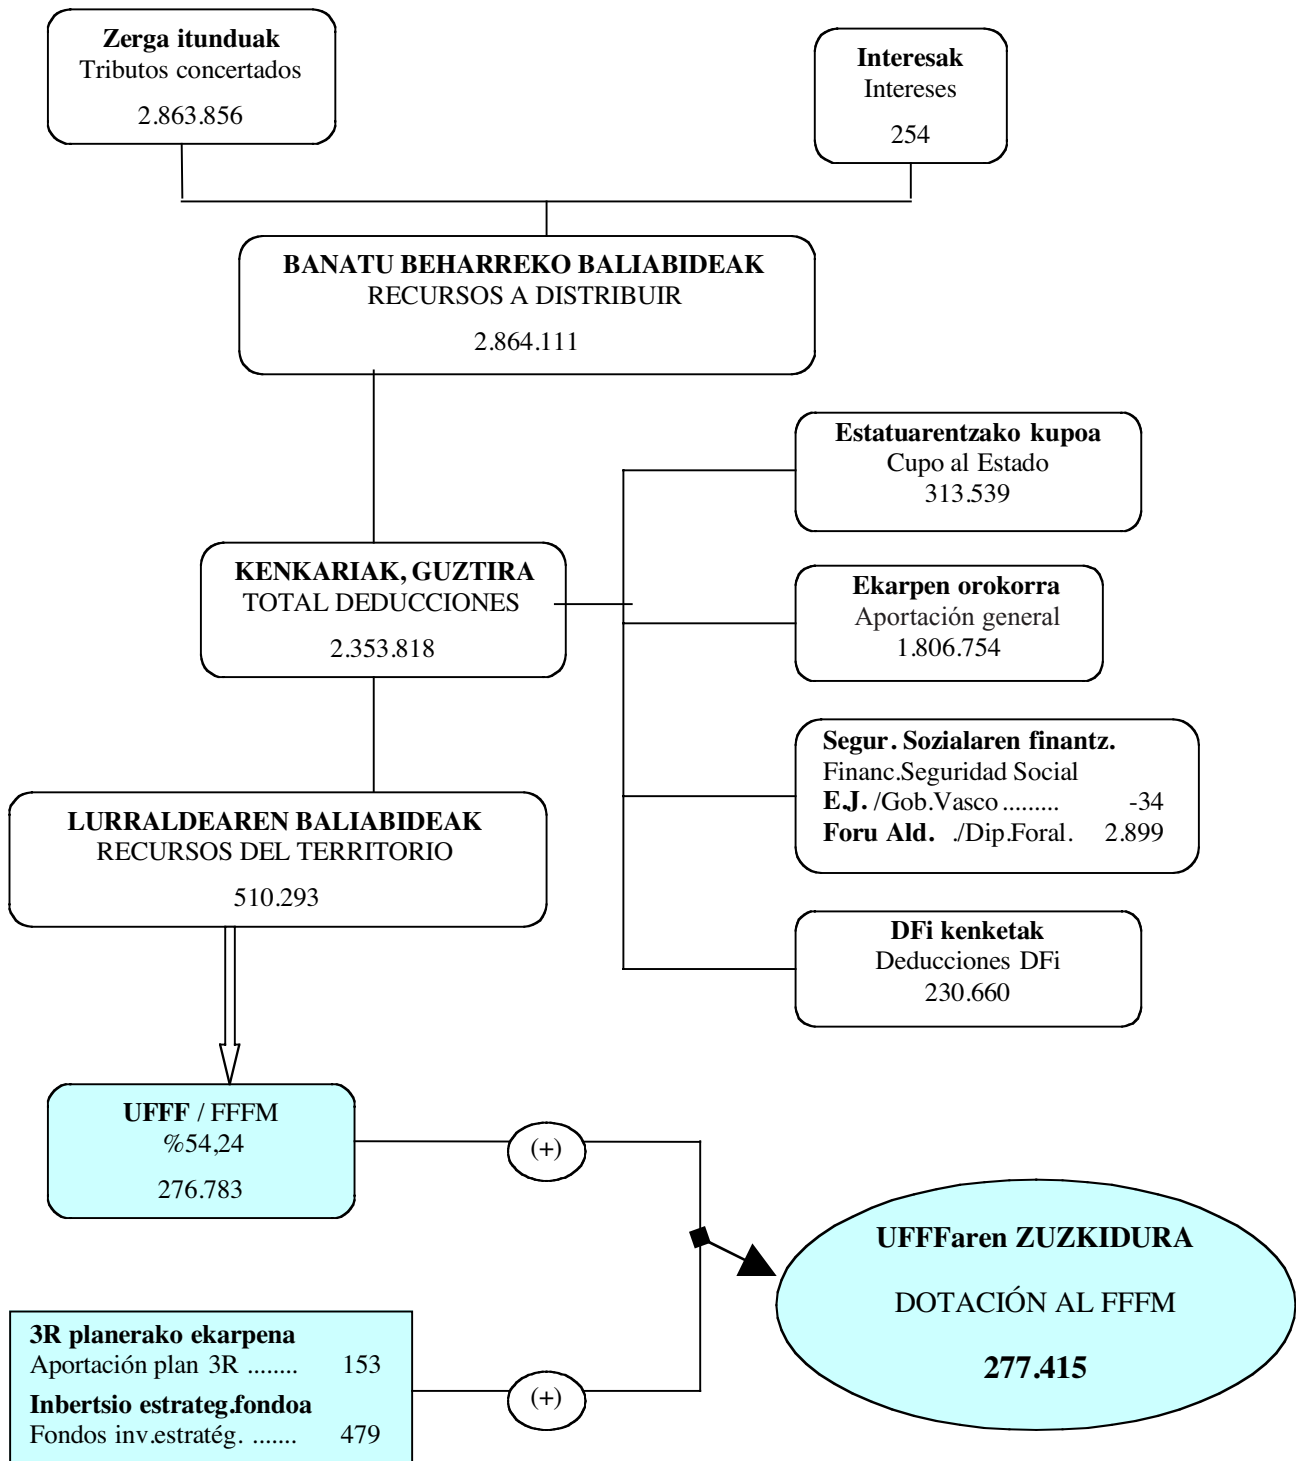 Zerga itunduak
Tributos concertados
2.863.856
Interesak
Intereses
254
BANATU BEHARREKO BALIABIDEAK
RECURSOS A DISTRIBUIR
2.864.111
Estatuarentzako kupoa
Cupo al Estado
313.539
KENKARIAK, GUZTIRA
TOTAL DEDUCCIONES
2.353.818
Ekarpen orokorra
Aportación general
1.806.754
Segur. Sozialaren finantz.
Financ.Seguridad Social
E.J. /Gob.Vasco ......... -34
Foru Ald. ./Dip.Foral. 2.899
LURRALDEAREN BALIABIDEAK
RECURSOS DEL TERRITORIO
510.293
DFi kenketak
Deducciones DFi
230.660
UFFF / FFFM
%54,24
276.783
(+)
UFFFaren ZUZKIDURA
DOTACIÓN AL FFFM
277.415
3R planerako ekarpena
Aportación plan 3R ........ 153
Inbertsio estrateg.fondoa
Fondos inv.estratég. ....... 479
(+)